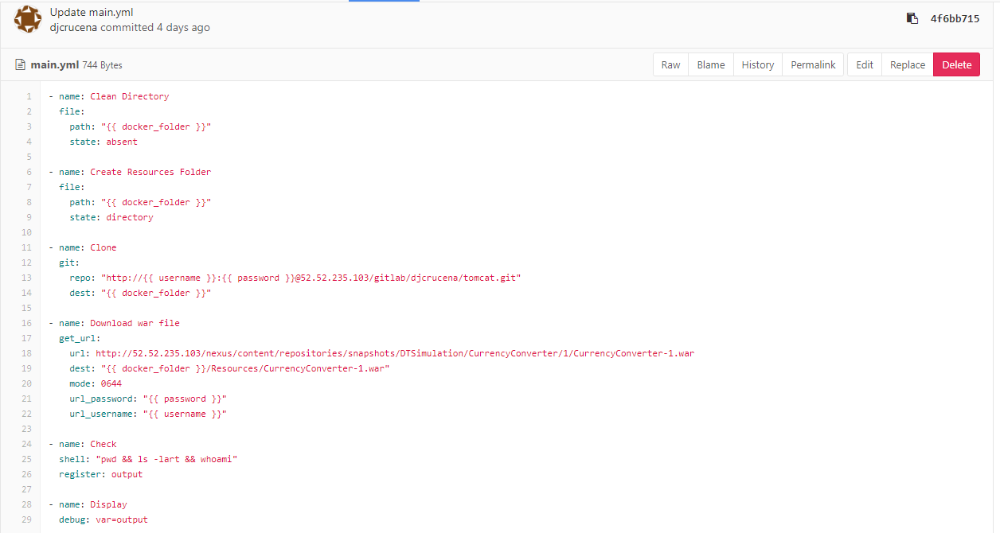 Update main.yml
djcrucena committed 4 days ago
4f6bb715
main.yml 744 Bytes
Raw Blame History Permalink Edit Replace Delete
1 - name: Clean Directory
2 file:
3 path: "{{ docker_folder }}"
4 state: absent
5
6 - name: Create Resources Folder
7 file:
8 path: "{{ docker_folder }}"
9 state: directory
10
11 - name: Clone
12 git:
13 repo: "http://{{ username }}:{{ password }}@52.52.235.103/gitlab/djcrucena/tomcat.git"
14 dest: "{{ docker_folder }}"
15
16 - name: Download war file
17 get_url:
18 url: http://52.52.235.103/nexus/content/repositories/snapshots/DTSimulation/CurrencyConverter/1/CurrencyConverter-1.war
19 dest: "{{ docker_folder }}/Resources/CurrencyConverter-1.war"
20 mode: 0644
21 url_password: "{{ password }}"
22 url_username: "{{ username }}"
23
24 - name: Check
25 shell: "pwd && ls -lart && whoami"
26 register: output
27
28 - name: Display
29 debug: var=output